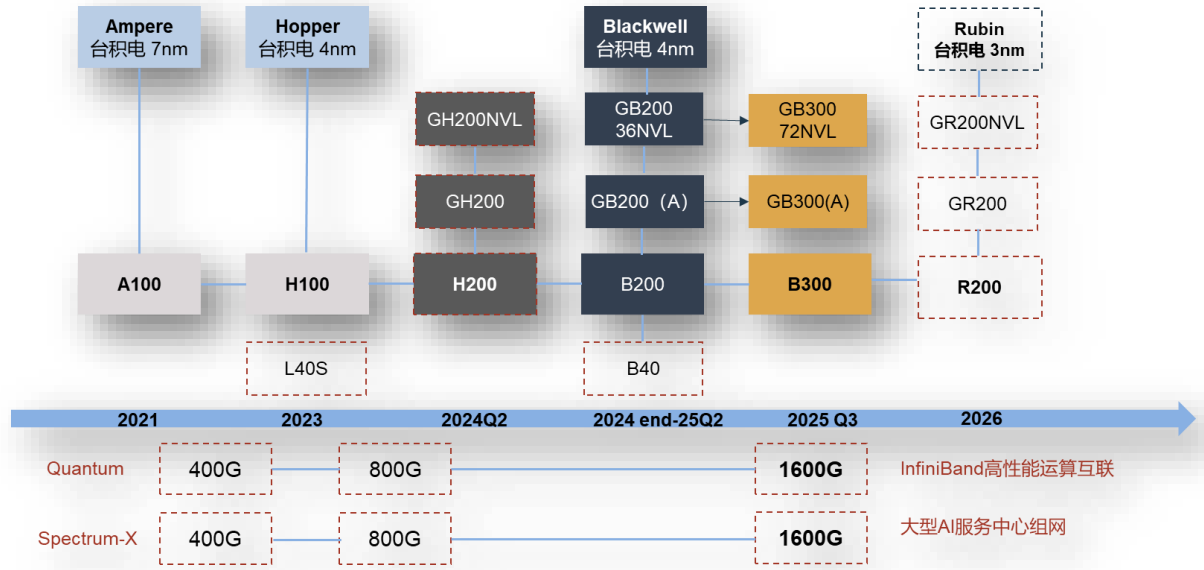 Ampere
台积电 7nm
Hopper
台积电 4nm
Blackwell
台积电 4nm
Rubin
台积电 3nm
GH200NVL
GB200
36NVL
GB300
72NVL
GR200NVL
GH200
GB200（A）
GB300(A)
GR200
A100
H100
H200
B200
B300
R200
L40S
B40
2021
2023
2024Q2
2024 end-25Q2
2025 Q3
2026
Quantum
400G
800G
1600G
InfiniBand高性能运算互联
Spectrum-X
400G
800G
1600G
大型AI服务中心组网